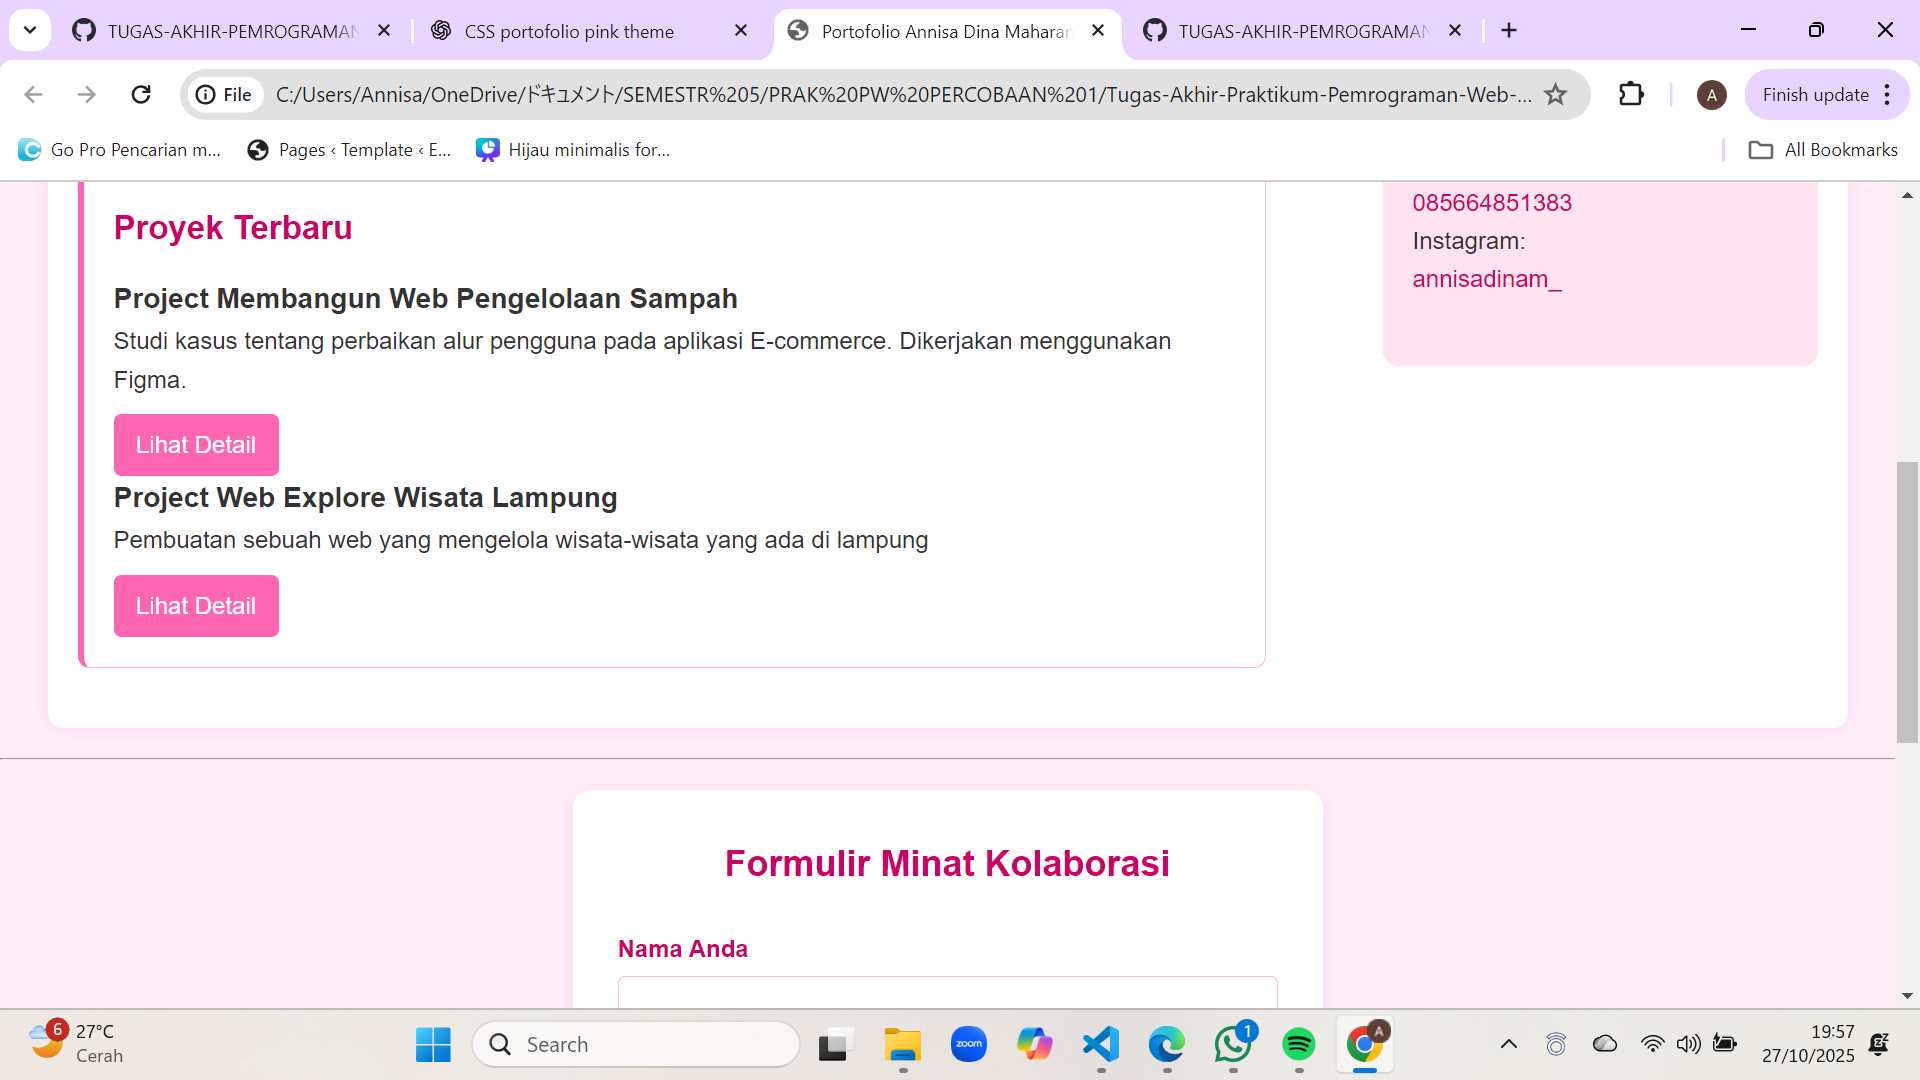 TUGAS-AKHIR-PEMROGRAMAN
CSS portofolio pink theme
Portofolio Annisa Dina Maharan
TUGAS-AKHIR-PEMROGRAMAN
File
C:/Users/Annisa/OneDrive/ドキュメント/SEMESTR%205/PRAK%20PW%20PERCOBAAN%201/Tugas-Akhir-Praktikum-Pemrograman-Web-...
A
Finish update
Go Pro Pencarian m...
Pages ‹ Template ‹ E...
Hijau minimalis for...
All Bookmarks
Proyek Terbaru
Project Membangun Web Pengelolaan Sampah
Studi kasus tentang perbaikan alur pengguna pada aplikasi E-commerce. Dikerjakan menggunakan
Figma.
Lihat Detail
Project Web Explore Wisata Lampung
Pembuatan sebuah web yang mengelola wisata-wisata yang ada di lampung
Lihat Detail
085664851383
Instagram:
annisadinam_
Formulir Minat Kolaborasi
Nama Anda
6
27°C
Cerah
Search
zoom
1
A
19:57
27/10/2025